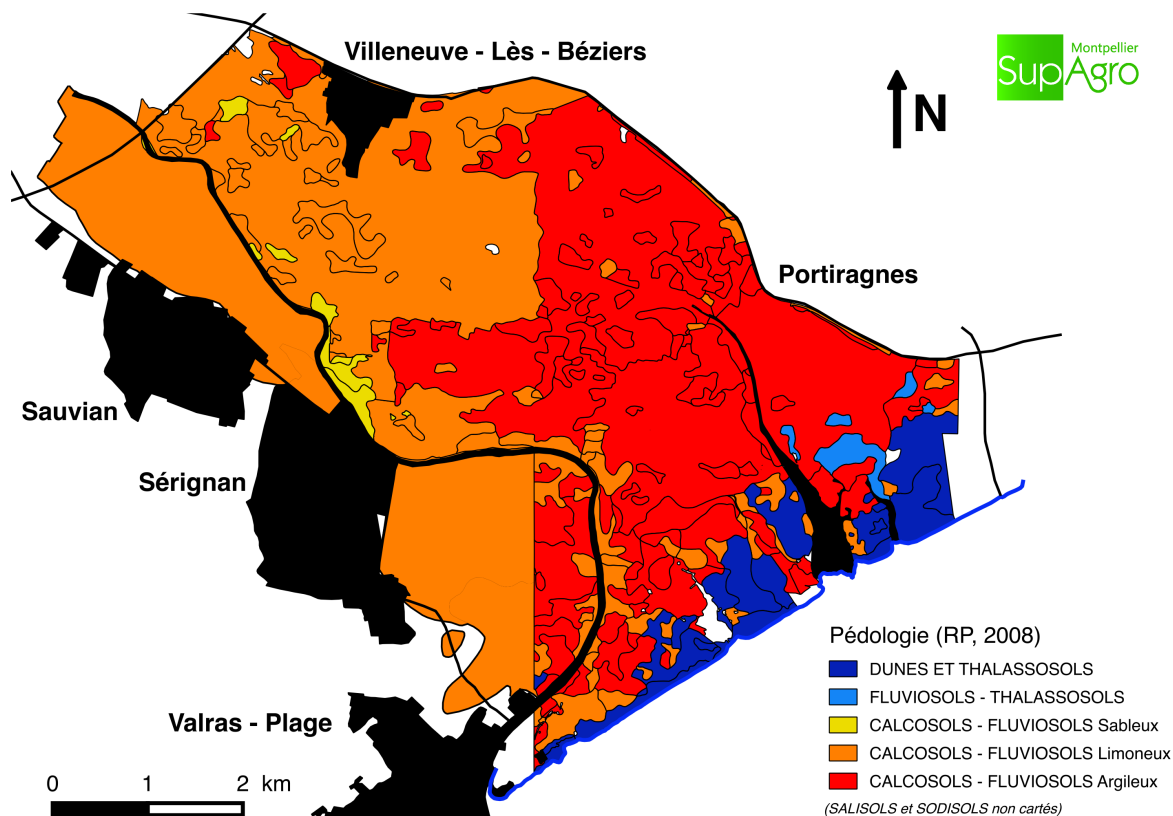 Villeneuve - Lès - Béziers
Montpellier
SupAgro
N
Portiragnes
Sauvian
Sérignan
Valras - Plage
0 1 2 km
Pédologie (RP, 2008)
DUNES ET THALASSOSOLS
FLUVIOSOLS - THALASSOSOLS
CALCOSOLS - FLUVIOSOLS Sableux
CALCOSOLS - FLUVIOSOLS Limoneux
CALCOSOLS - FLUVIOSOLS Argileux
(SALISOLS et SODISOLS non cartés)